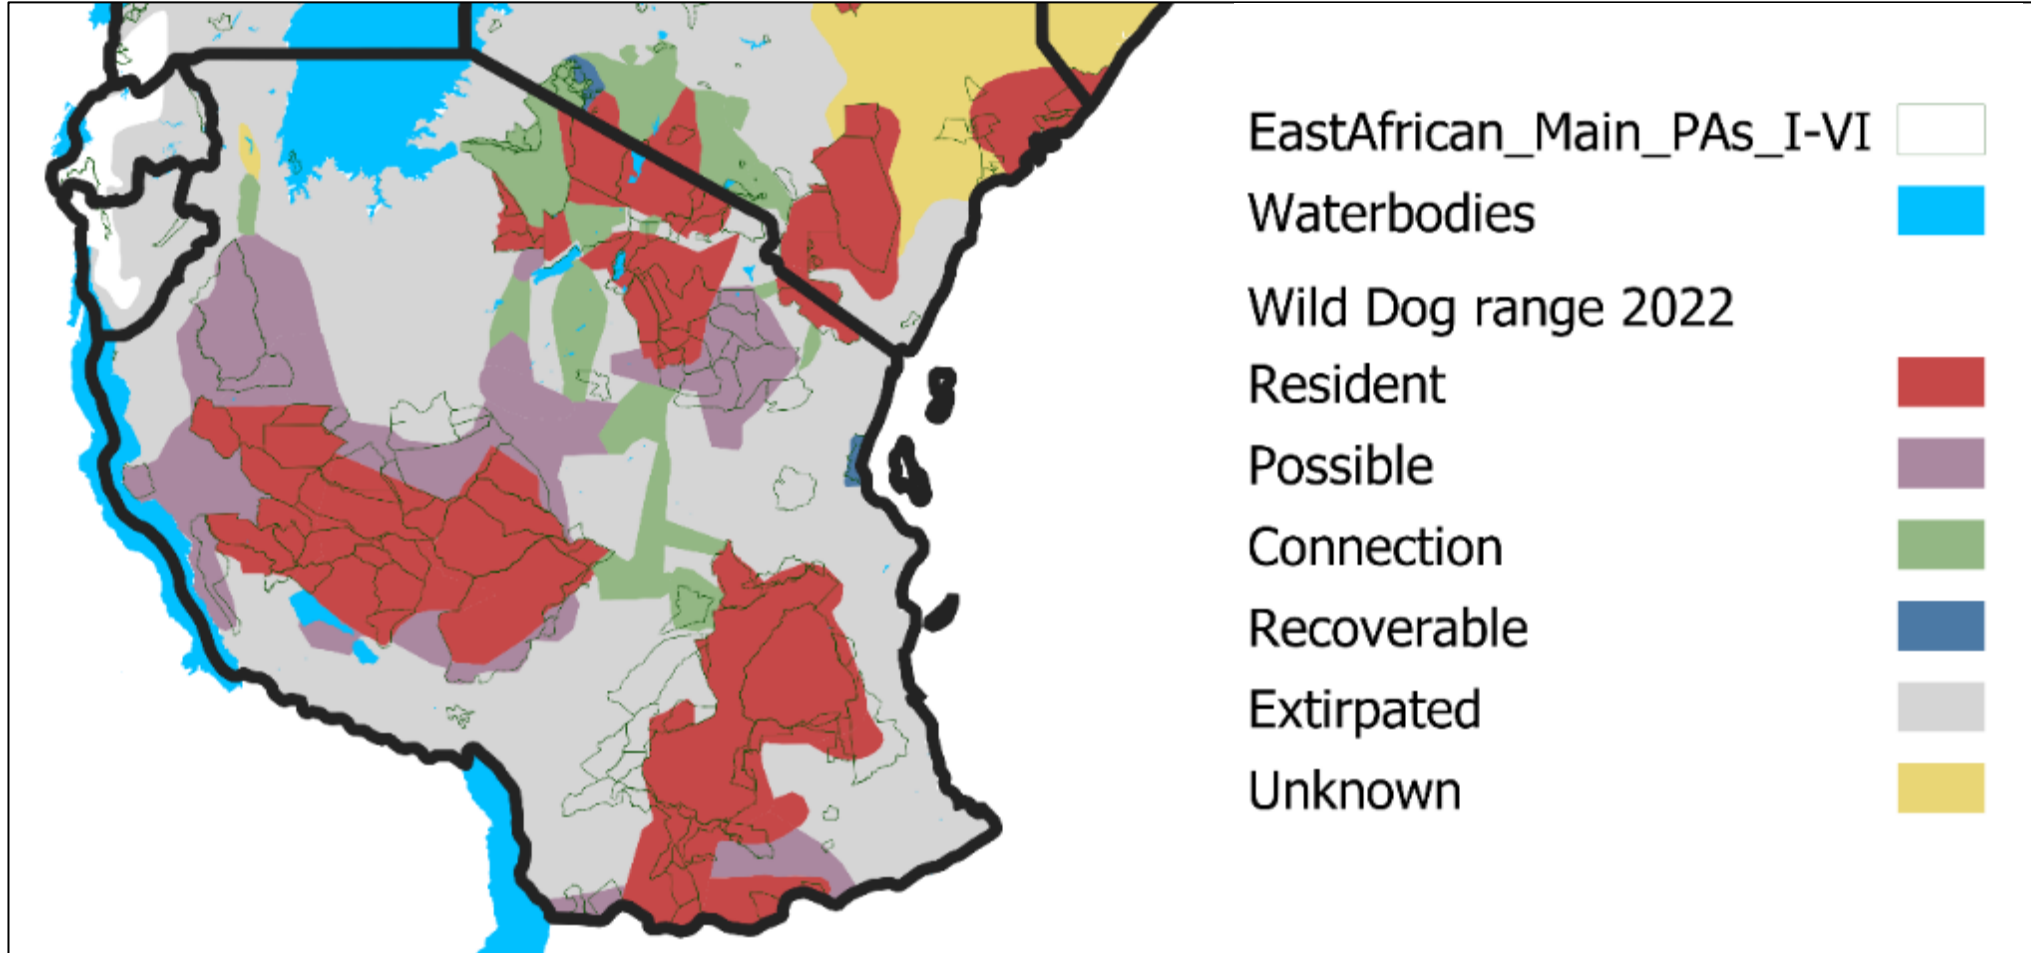 EastAfrican_Main_PAs_I-VI
Waterbodies
Wild Dog range 2022
Resident
Possible
Connection
Recoverable
Extirpated
Unknown